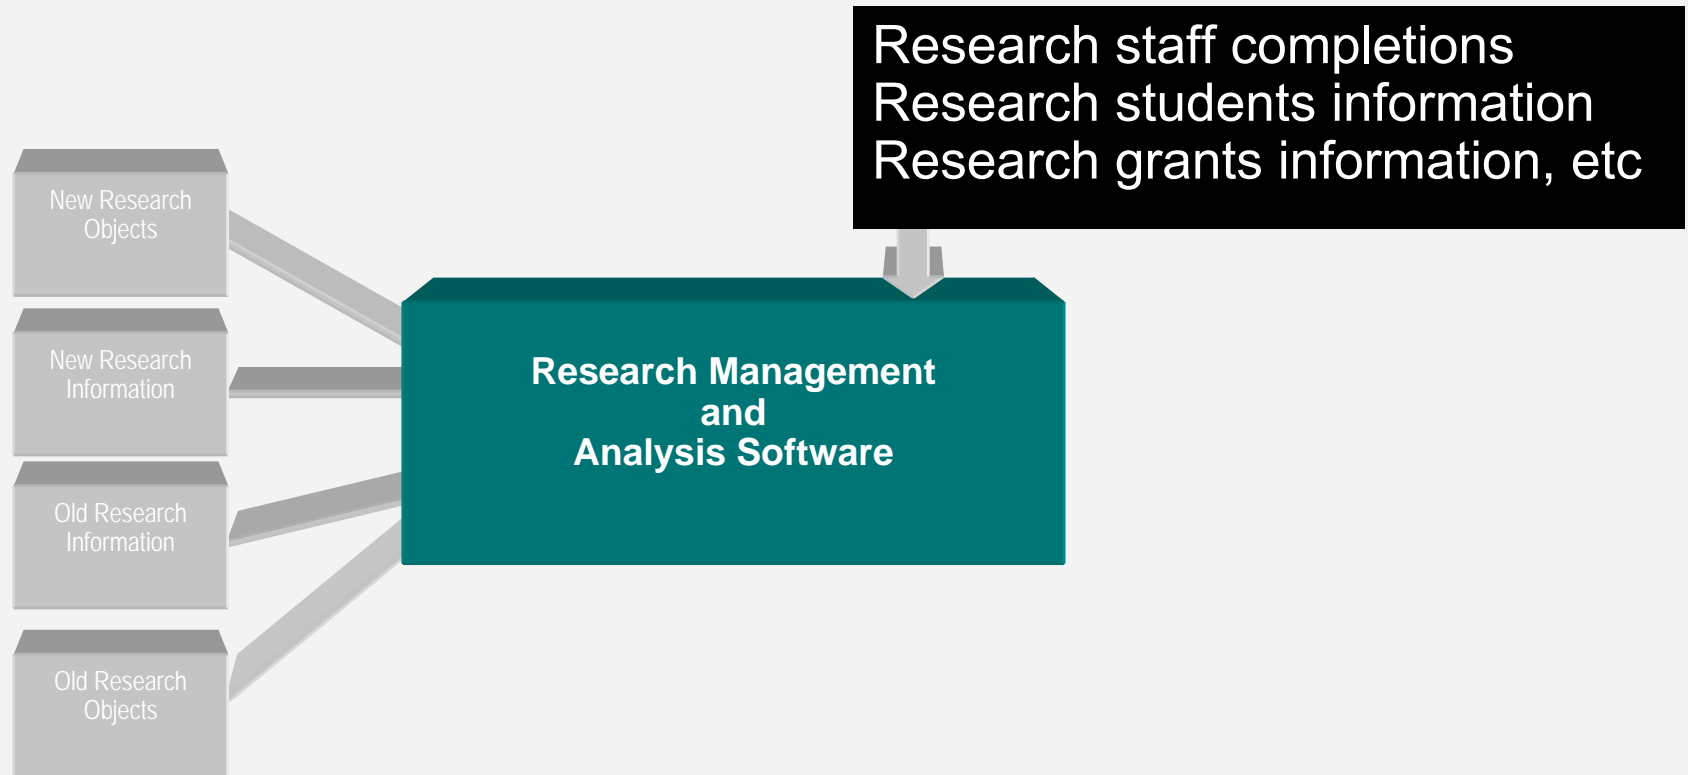 Research staff completions
Research students information
Research grants information, etc
New Research
Objects
New Research
Information
Old Research
Information
Old Research
Objects
Research Management
and
Analysis Software